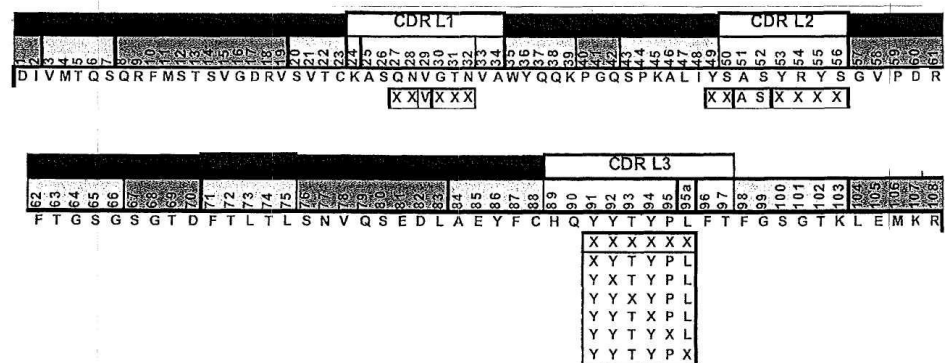 CDR L1 CDR L2
1 2 3 4 5 6 7 8 9 10 11 12 13 14 15 16 17 18 19 20 21 22 23 24 25 26 27 28 29 30 31 32 33 34 35 36 37 38 39 40 41 42 43 44 45 46 47 48 49 50 51 52 53 54 55 56 57 58 59 60 61
D I V M T Q S Q R F M S T S V G D R V S V T C K A S Q N V G T N V A W Y Q Q K P G Q S P K A L I Y S A S Y R Y S G V P D R
X X V X X X X X A S X X X X
CDR L3
62 63 64 65 66 67 68 69 70 71 72 73 74 75 76 77 78 79 80 81 82 83 84 85 86 87 88 89 90 91 92 93 94 95 95a 96 97 98 99 100 101 102 103 104 105 106 107 108
F T G S G S G T D F T L T L S N V Q S E D L A E Y F C H Q Y Y T Y P L F T F G S G T K L E M K R
X X X X X X
X Y T Y P L
Y X T Y P L
Y Y X Y P L
Y Y T X P L
Y Y T Y X L
Y Y T Y P X